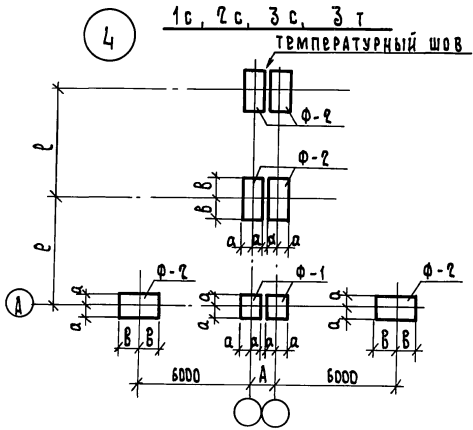 4
1с, 2с, 3с, 3т
ТЕМПЕРАТУРНЫЙ ШОВ
Ф-2
ℓ
Ф-2
в
в
а а а а
ℓ
Ф-2
Ф-1
Ф-2
А
а
а
а
а
а
а
в в
а а а а
в в
6000
А
6000